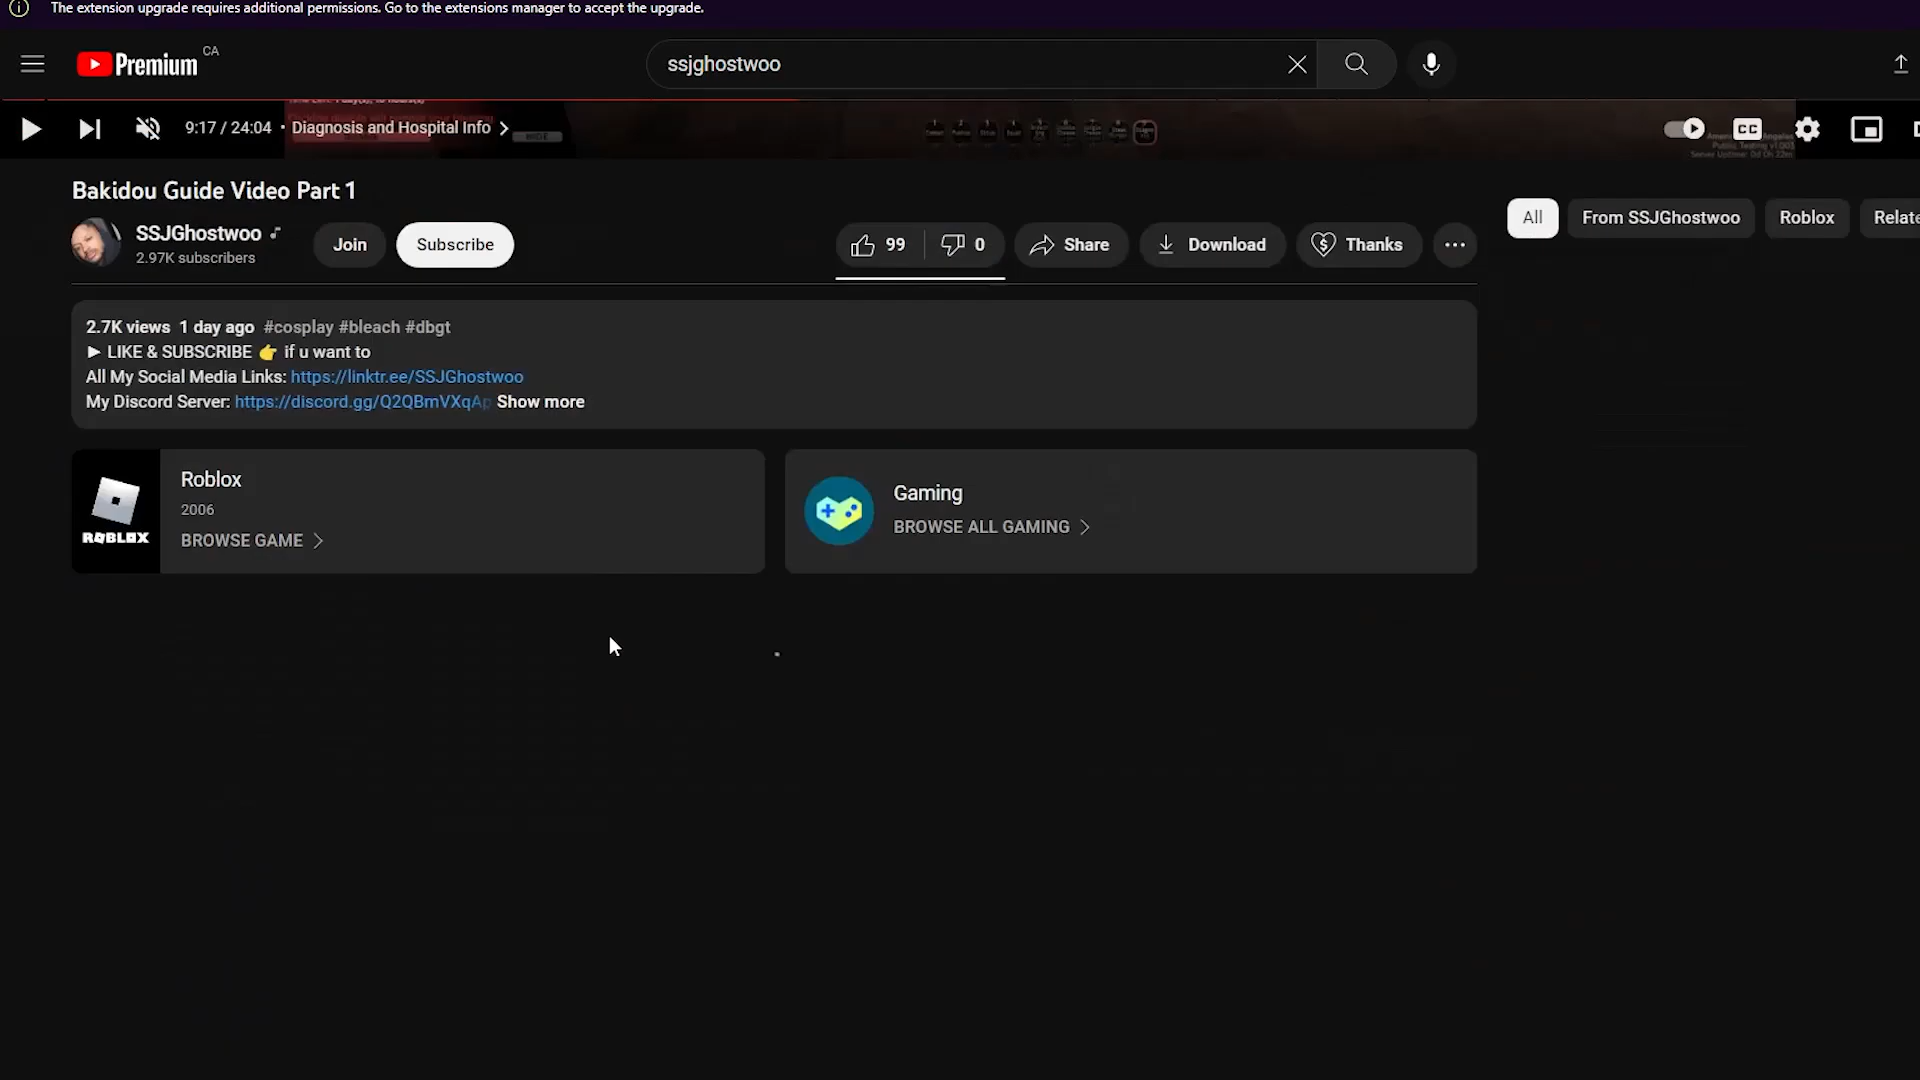 The extension upgrade requires additional permissions. Go to the extensions manager to accept the upgrade.
Premium CA
ssjghostwoo
9:17 / 24:04 • Diagnosis and Hospital Info
HIDE
CC
Bakidou Guide Video Part 1
SSJGhostwoo
2.97K subscribers
Join
Subscribe
99
0
Share
Download
Thanks
All
From SSJGhostwoo
Roblox
Relate
2.7K views 1 day ago #cosplay #bleach #dbgt
► LIKE & SUBSCRIBE 👉 if u want to
All My Social Media Links: https://linktr.ee/SSJGhostwoo
My Discord Server: https://discord.gg/Q2QBmVXqAp Show more
ROBLOX
Roblox
2006
BROWSE GAME
Gaming
BROWSE ALL GAMING